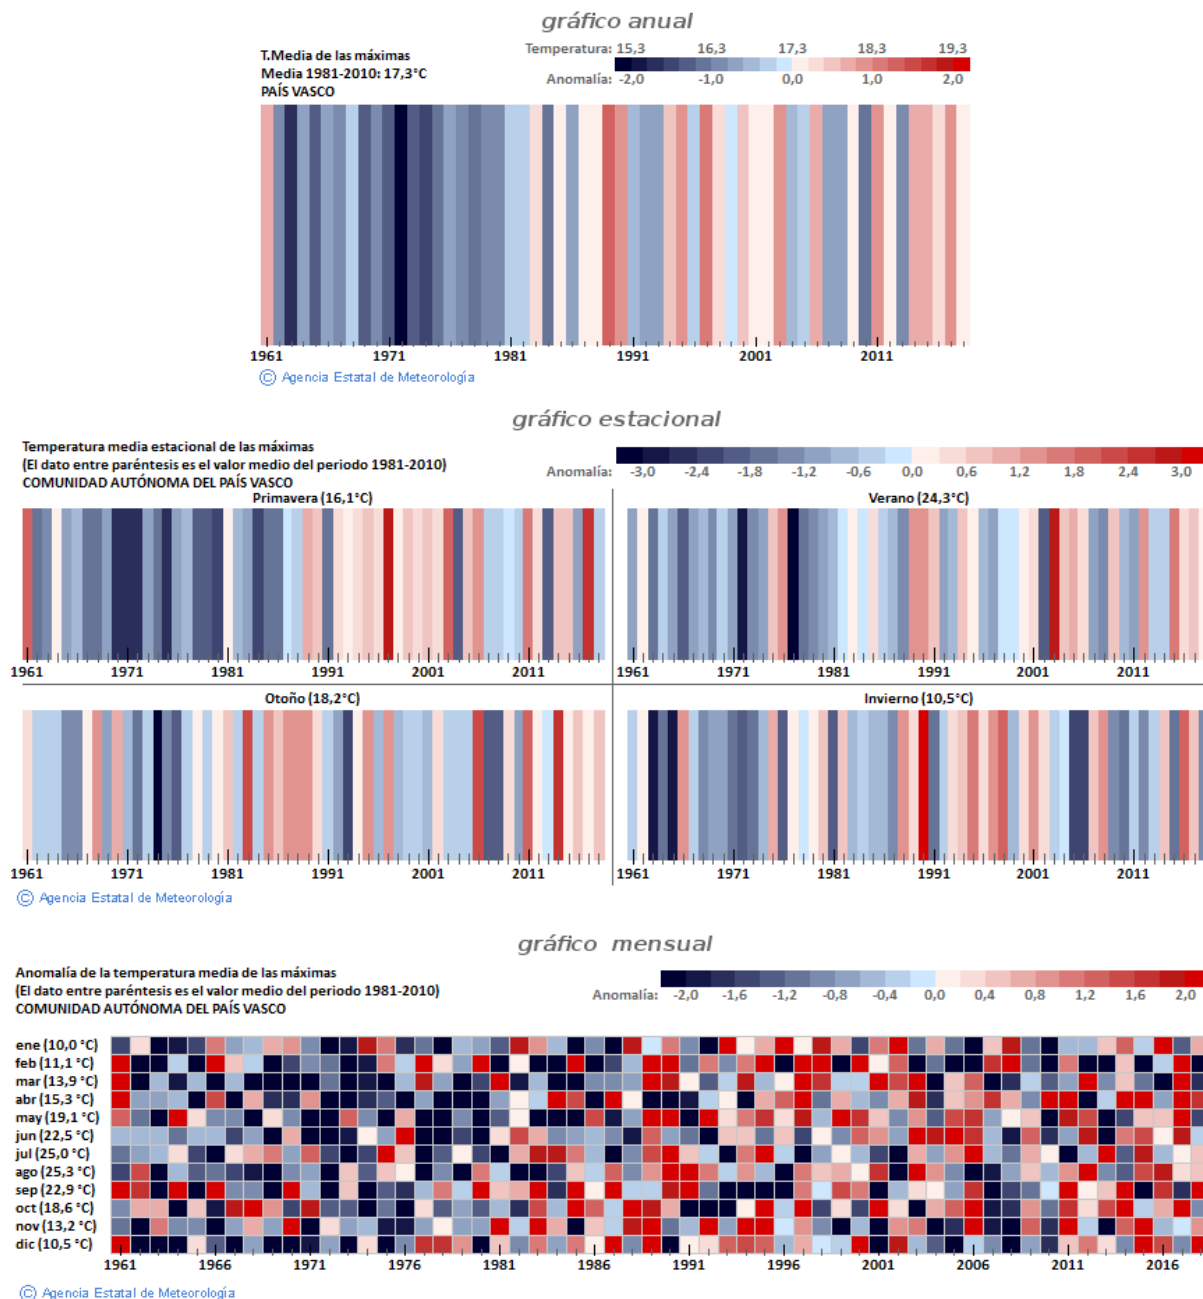 gráfico anual
T.Media de las máximas
Media 1981-2010: 17,3°C
PAÍS VASCO
Temperatura: 15,3 16,3 17,3 18,3 19,3
Anomalía: -2,0 -1,0 0,0 1,0 2,0
1961 1971 1981 1991 2001 2011
© Agencia Estatal de Meteorología
gráfico estacional
Temperatura media estacional de las máximas
(El dato entre paréntesis es el valor medio del periodo 1981-2010)
COMUNIDAD AUTÓNOMA DEL PAÍS VASCO
Anomalía: -3,0 -2,4 -1,8 -1,2 -0,6 0,0 0,6 1,2 1,8 2,4 3,0
Primavera (16,1°C)
1961 1971 1981 1991 2001 2011
Verano (24,3°C)
1961 1971 1981 1991 2001 2011
Otoño (18,2°C)
1961 1971 1981 1991 2001 2011
Invierno (10,5°C)
1961 1971 1981 1991 2001 2011
© Agencia Estatal de Meteorología
gráfico mensual
Anomalía de la temperatura media de las máximas
(El dato entre paréntesis es el valor medio del periodo 1981-2010)
COMUNIDAD AUTÓNOMA DEL PAÍS VASCO
Anomalía: -2,0 -1,6 -1,2 -0,8 -0,4 0,0 0,4 0,8 1,2 1,6 2,0
ene (10,0 °C)
feb (11,1 °C)
mar (13,9 °C)
abr (15,3 °C)
may (19,1 °C)
jun (22,5 °C)
jul (25,0 °C)
ago (25,3 °C)
sep (22,9 °C)
oct (18,6 °C)
nov (13,2 °C)
dic (10,5 °C)
1961 1966 1971 1976 1981 1986 1991 1996 2001 2006 2011 2016
© Agencia Estatal de Meteorología